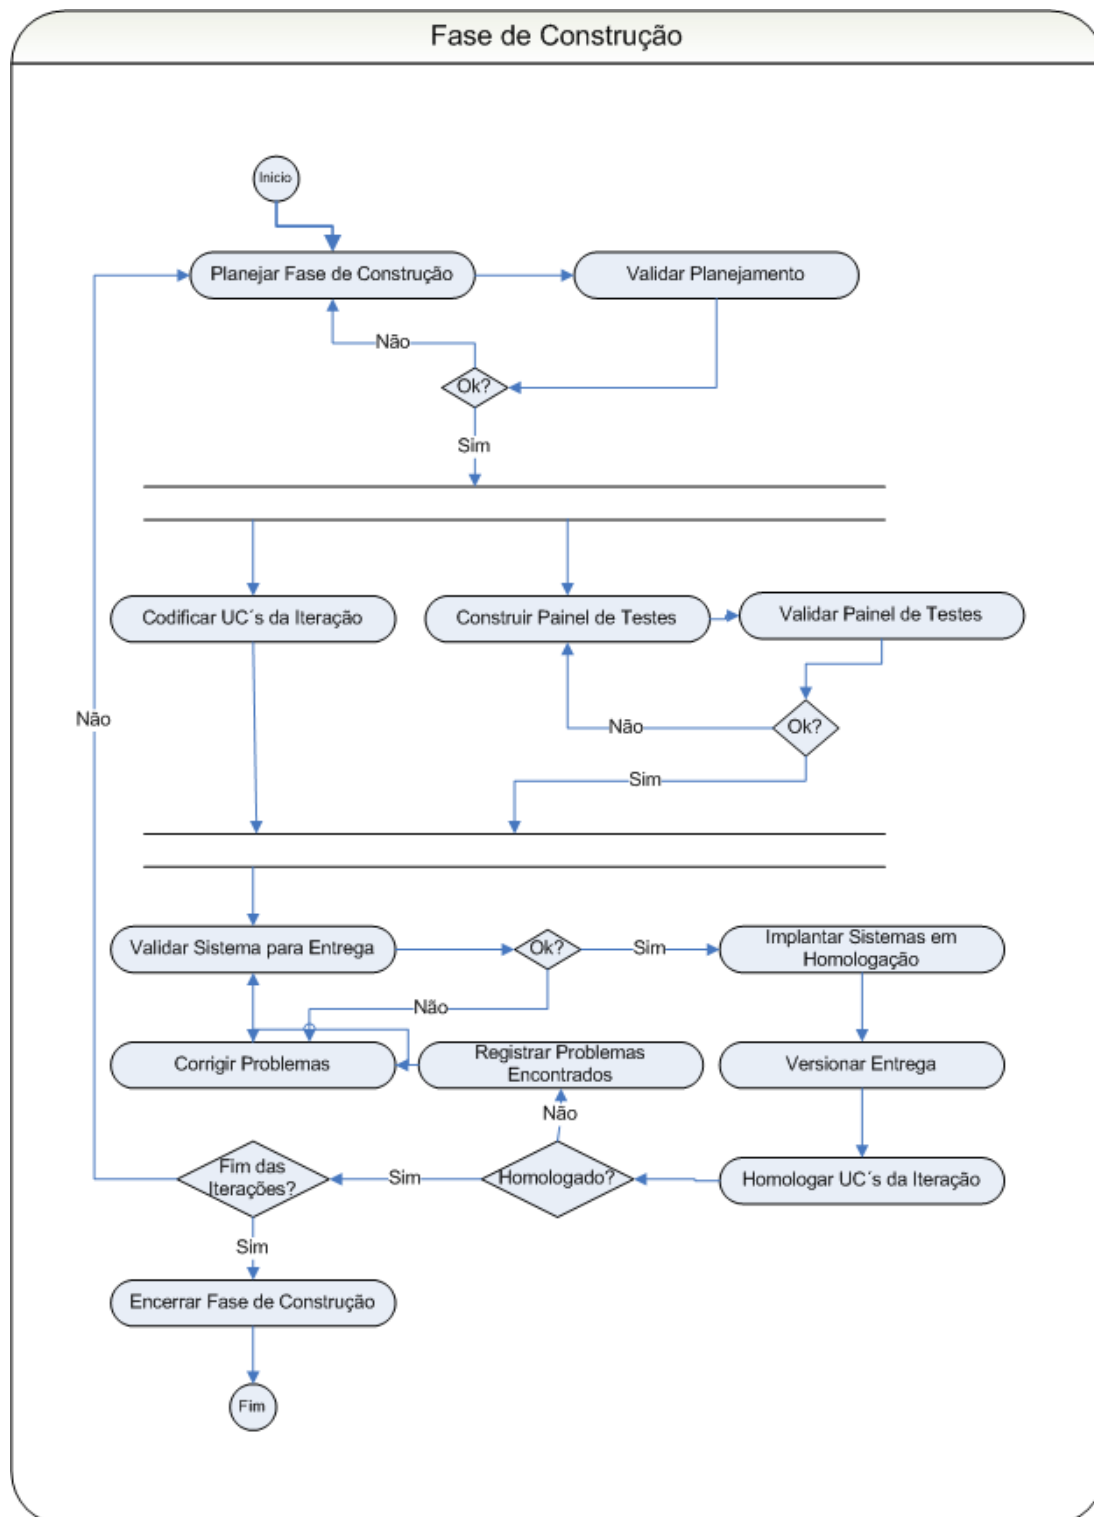 Fase de Construção
Inicio
Planejar Fase de Construção
Validar Planejamento
Não
Ok?
Sim
Codificar UC´s da Iteração
Construir Painel de Testes
Validar Painel de Testes
Não
Não
Ok?
Sim
Validar Sistema para Entrega
Ok?
Sim
Implantar Sistemas em
Homologação
Não
Corrigir Problemas
Registrar Problemas
Encontrados
Versionar Entrega
Não
Fim das
Iterações?
Sim
Homologado?
Homologar UC´s da Iteração
Sim
Encerrar Fase de Construção
Fim